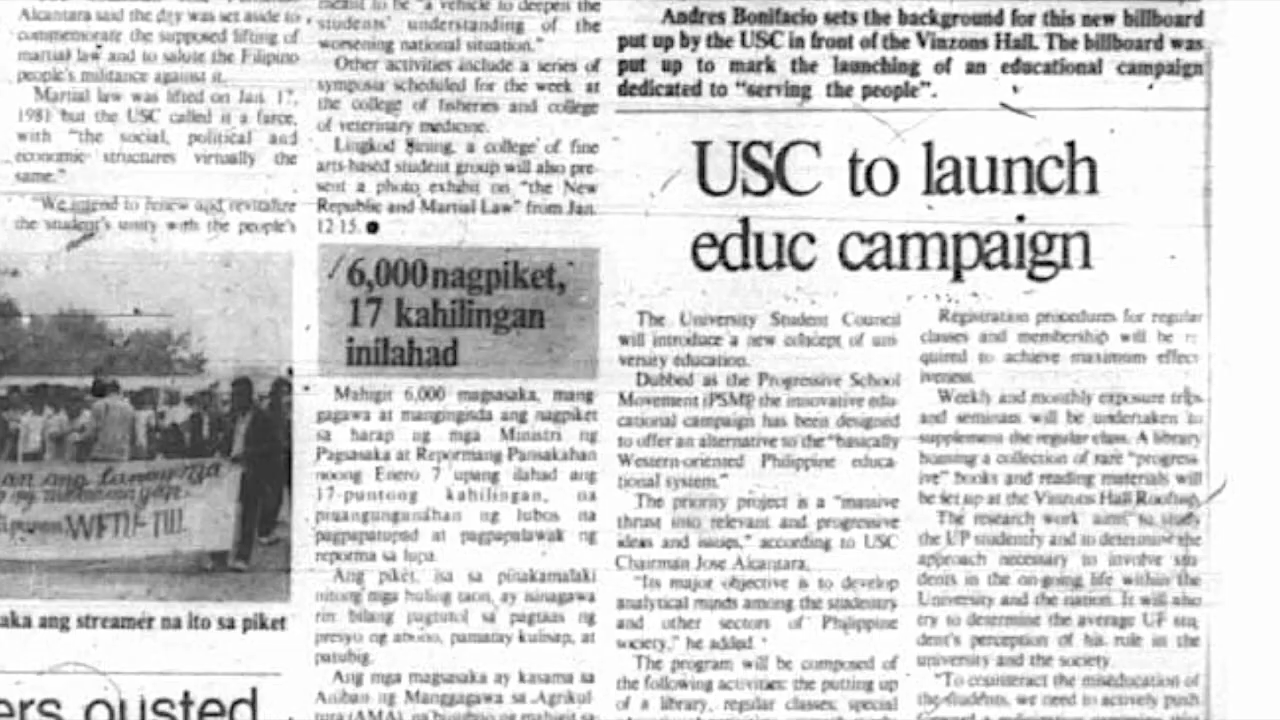 Alcantara said the day was set aside to
commemorate the supposed lifting of
martial law and to salute the Filipino
people's militance against it.
Martial law was lifted on Jan. 17,
1981 but the USC called it a farce,
with "the social, political and
economic structures virtually the
same."
"We intend to renew and revitalize
the student's unity with the people's
an ang
WFTU-TUI
aka ang streamer na ito sa piket
ers ousted
meant to be "a vehicle to deepen the
students' understanding of the
worsening national situation."
Other activities include a series of
symposia scheduled for the week at
the college of fisheries and college
of veterinary medicine.
Lingkod Sining, a college of fine
arts-based student group will also pre-
sent a photo exhibit on "the New
Republic and Martial Law" from Jan.
12-15. ●
6,000 nagpiket,
17 kahilingan
inilahad
Mahigit 6,000 magsasaka, mang-
gagawa at mangingisda ang nagpiket
sa harap ng mga Ministri ng
Pagsasaka at Repormang Pansakahan
noong Enero 7 upang ilahad ang
17-puntong kahilingan, na
pinangungunahan ng lubos na
pagpapatupad at pagpapalawak ng
reporma sa lupa.
Ang piket, isa sa pinakamalaki
nitong mga huling taon, ay isinagawa
rin bilang pagtutol sa pagtaas ng
presyo ng abono, pamatay kulisap, at
patubig.
Ang mga magsasaka ay kasama sa
Aniban ng Manggagawa sa Agrikul-
tura (AMA), na binubuo ng mahigit sa
Andres Bonifacio sets the background for this new billboard
put up by the USC in front of the Vinzons Hall. The billboard was
put up to mark the launching of an educational campaign
dedicated to "serving the people".
USC to launch
educ campaign
The University Student Council
will introduce a new concept of uni-
versity education.
Dubbed as the Progressive School
Movement (PSM), the innovative edu-
cational campaign has been designed
to offer an alternative to the "basically
Western-oriented Philippine educa-
tional system."
The priority project is a "massive
thrust into relevant and progressive
ideas and issues," according to USC
Chairman Jose Alcantara.
"Its major objective is to develop
analytical minds among the studentry
and other sectors of Philippine
society," he added.
The program will be composed of
the following activities: the putting up
of a library, regular classes, special
Registration procedures for regular
classes and membership will be re-
quired to achieve maximum effect-
iveness.
Weekly and monthly exposure trips
and seminars will be undertaken to
supplement the regular class. A library
housing a collection of rare "progress-
ive" books and reading materials will
be set up at the Vinzons Hall Rooftop.
The research work aims to study
the UP studentry and to determine the
approach necessary to involve stu-
dents in the on-going life within the
University and the nation. It will also
try to determine the average UP stu-
dent's perception of his role in the
university and the society.
"To counteract the miseducation of
the students, we need to actively push